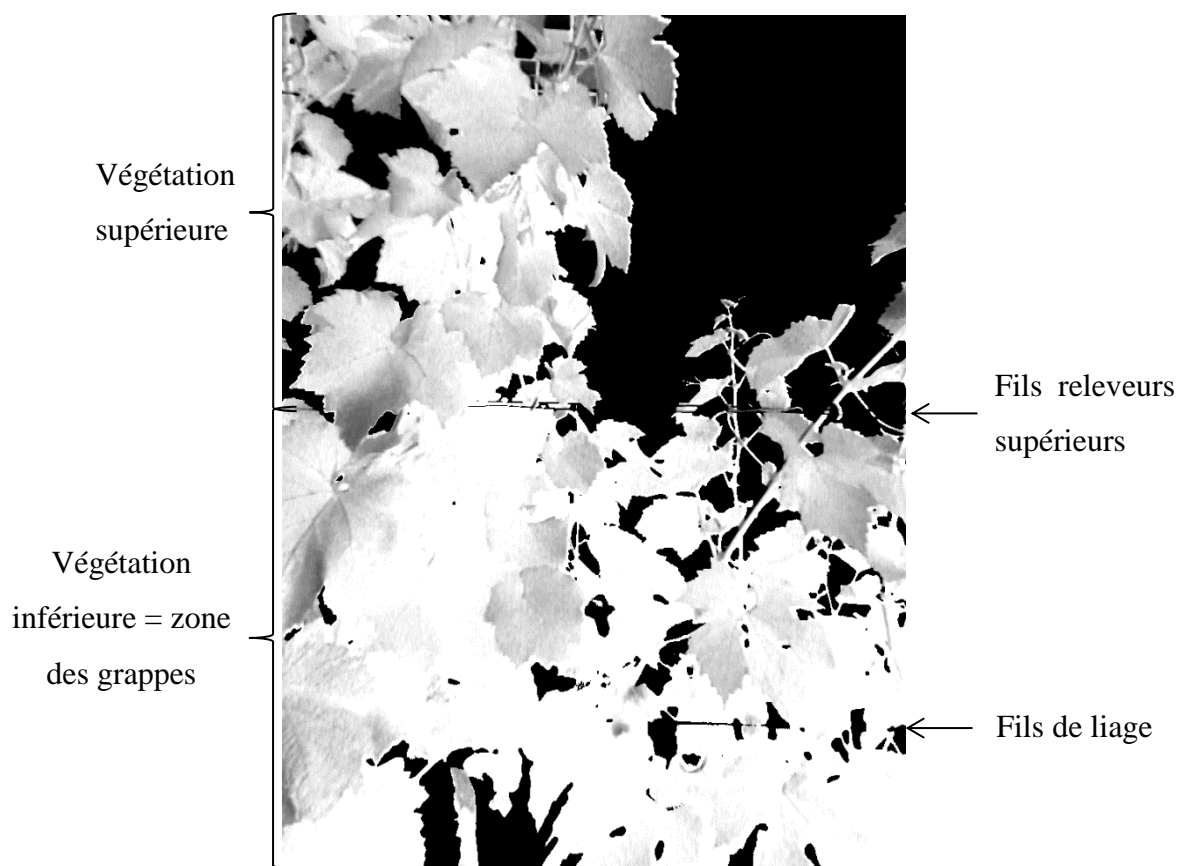 Végétation
supérieure
Fils releveurs
supérieurs
Végétation
inférieure = zone
des grappes
Fils de liage